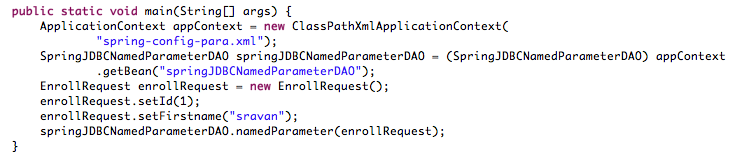 public static void main(String[] args) {
    ApplicationContext appContext = new ClassPathXmlApplicationContext(
            "spring-config-para.xml");
    SpringJDBCNamedParameterDAO springJDBCNamedParameterDAO = (SpringJDBCNamedParameterDAO) appContext
            .getBean("springJDBCNamedParameterDAO");
    EnrollRequest enrollRequest = new EnrollRequest();
    enrollRequest.setId(1);
    enrollRequest.setFirstname("sravan");
    springJDBCNamedParameterDAO.namedParameter(enrollRequest);
}